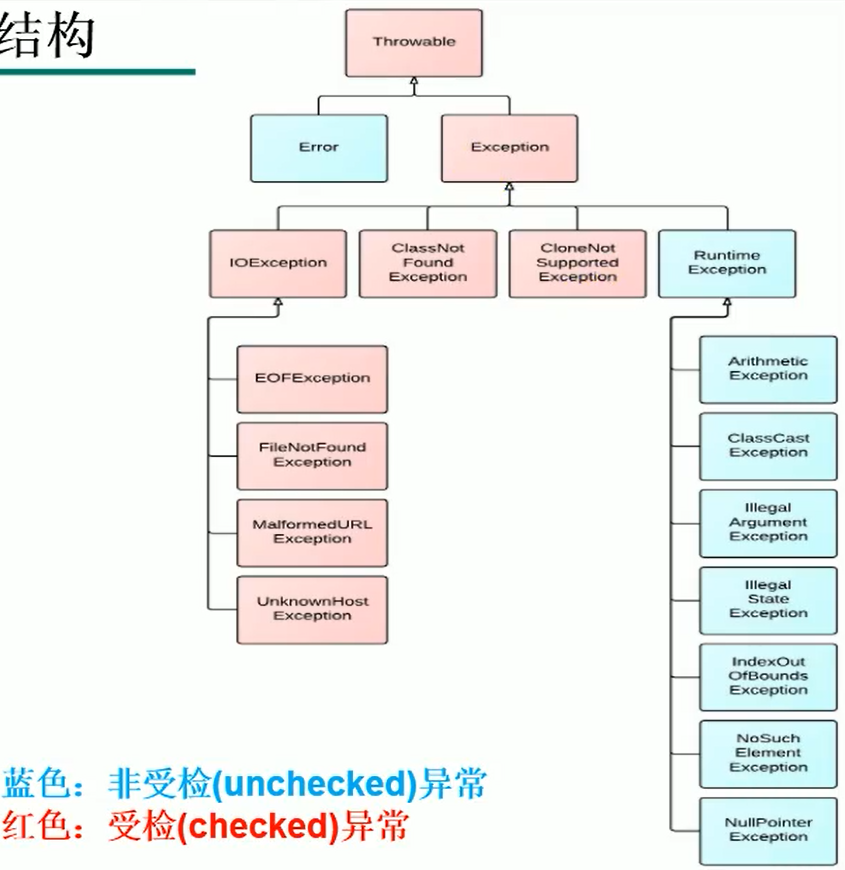 结构
Throwable
Error
Exception
IOException
ClassNot
Found
Exception
CloneNot
Supported
Exception
Runtime
Exception
EOFException
FileNotFound
Exception
MalformedURL
Exception
UnknownHost
Exception
Arithmetic
Exception
ClassCast
Exception
Illegal
Argument
Exception
Illegal
State
Exception
IndexOut
OfBounds
Exception
NoSuch
Element
Exception
NullPointer
Exception
蓝色：非受检(unchecked)异常
红色：受检(checked)异常